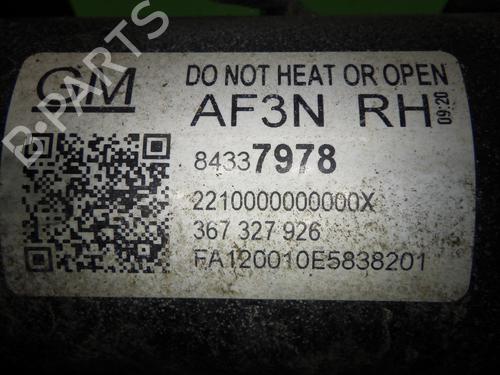 GM
DO NOT HEAT OR OPEN
AF3N RH
09:20
84337978
2210000000000X
367 327 926
FA120010E5838201
B-PARTS